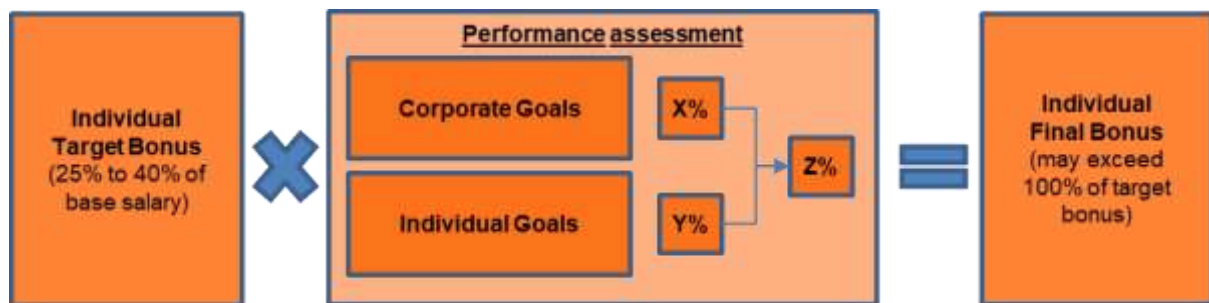 Individual
Target Bonus
(25% to 40% of
base salary)
Performance assessment
Corporate Goals
X%
Individual Goals
Y%
Z%
Individual
Final Bonus
(may exceed
100% of target
bonus)